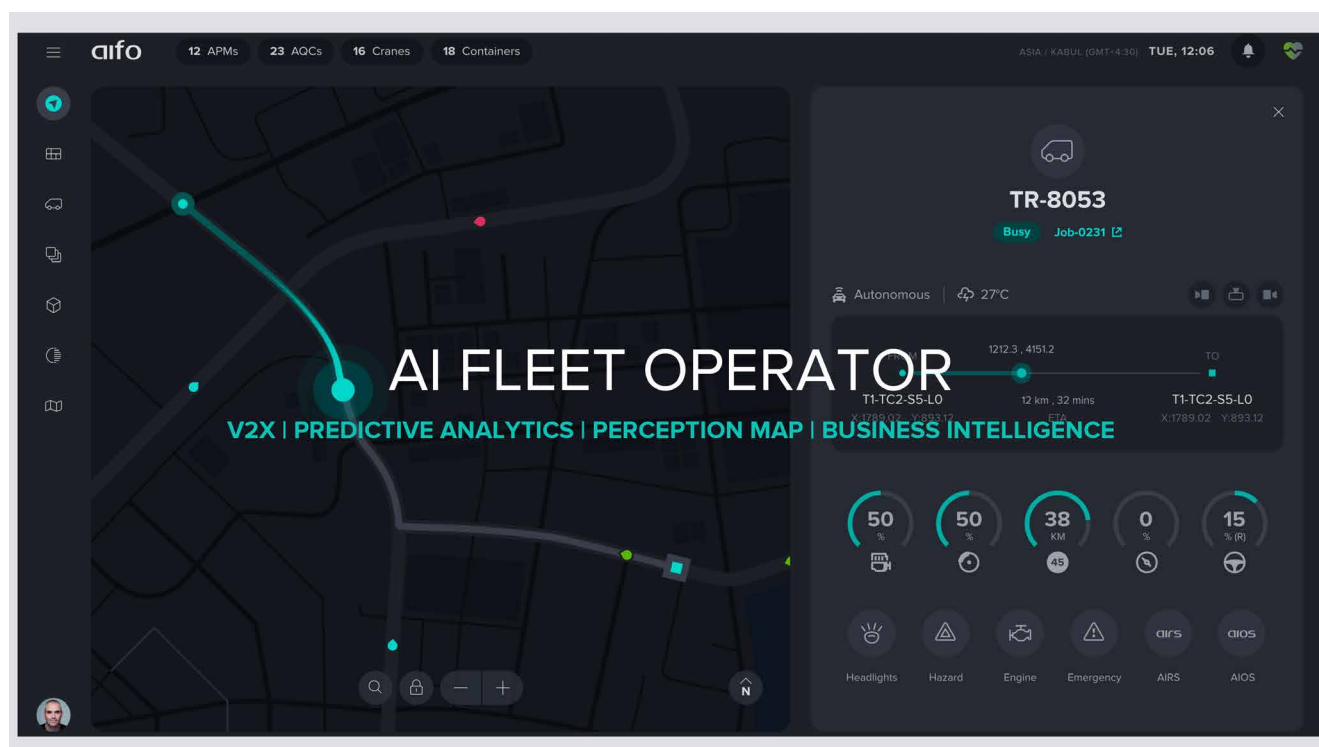 aifo
12 APMs 23 AQCs 16 Cranes 18 Containers
ASIA / KABUL (GMT+4:30) TUE, 12:06
TR-8053
Busy Job-0231
Autonomous 27°C
1212.3 , 4151.2
FROM TO
AI FLEET OPERATOR
T1-TC2-S5-L0 12 km , 32 mins T1-TC2-S5-L0
X:1789.02 Y:893.12 ETA X:1789.02 Y:893.12
V2X | PREDICTIVE ANALYTICS | PERCEPTION MAP | BUSINESS INTELLIGENCE
50 50 38 0 15
% % KM % % (R)
45
N
airs aios
Headlights Hazard Engine Emergency AIRS AIOS